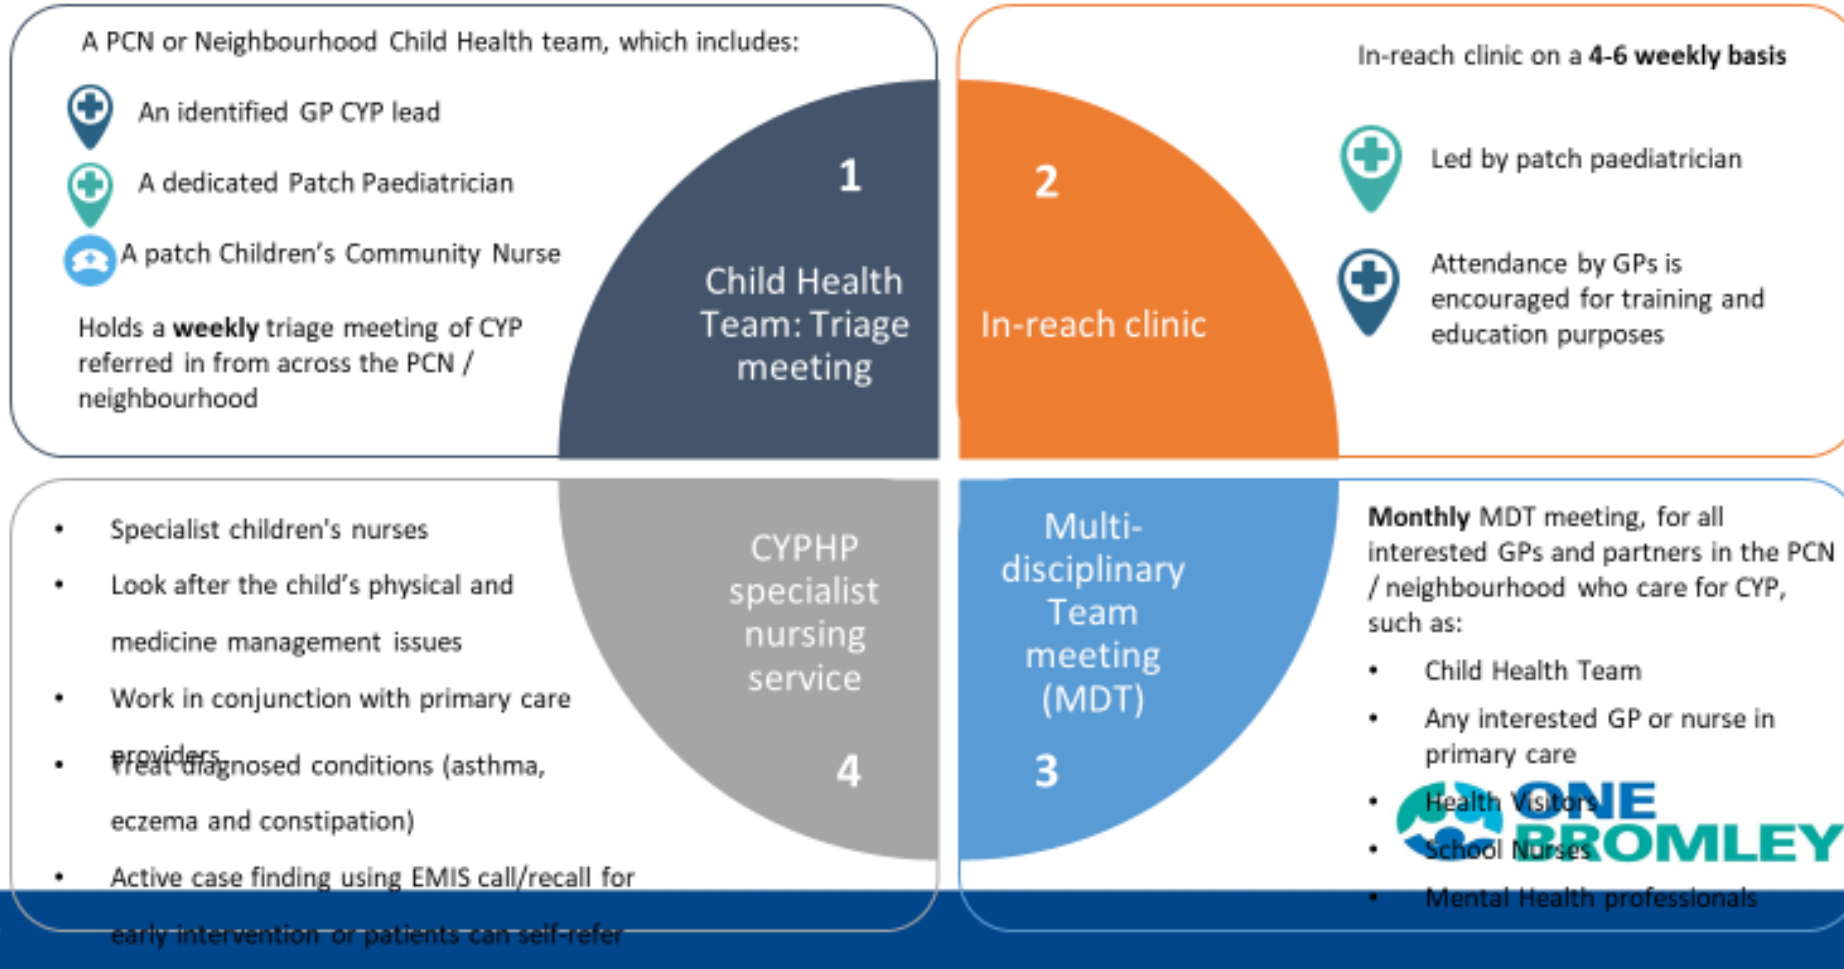 A PCN or Neighbourhood Child Health team, which includes:
An identified GP CYP lead
A dedicated Patch Paediatrician
A patch Children's Community Nurse
Holds a weekly triage meeting of CYP
referred in from across the PCN /
neighbourhood
1
Child Health
Team: Triage
meeting
2
In-reach clinic
In-reach clinic on a 4-6 weekly basis
Led by patch paediatrician
Attendance by GPs is
encouraged for training and
education purposes
• Specialist children's nurses
• Look after the child's physical and
medicine management issues
• Work in conjunction with primary care
providers
• Treat diagnosed conditions (asthma,
eczema and constipation)
• Active case finding using EMIS call/recall for
early intervention or patients can self-refer
CYPHP
specialist
nursing
service
4
Multi-
disciplinary
Team
meeting
(MDT)
3
Monthly MDT meeting, for all
interested GPs and partners in the PCN
/ neighbourhood who care for CYP,
such as:
• Child Health Team
• Any interested GP or nurse in
primary care
• Health Visitors
• School Nurses
• Mental Health professionals
ONE
BROMLEY